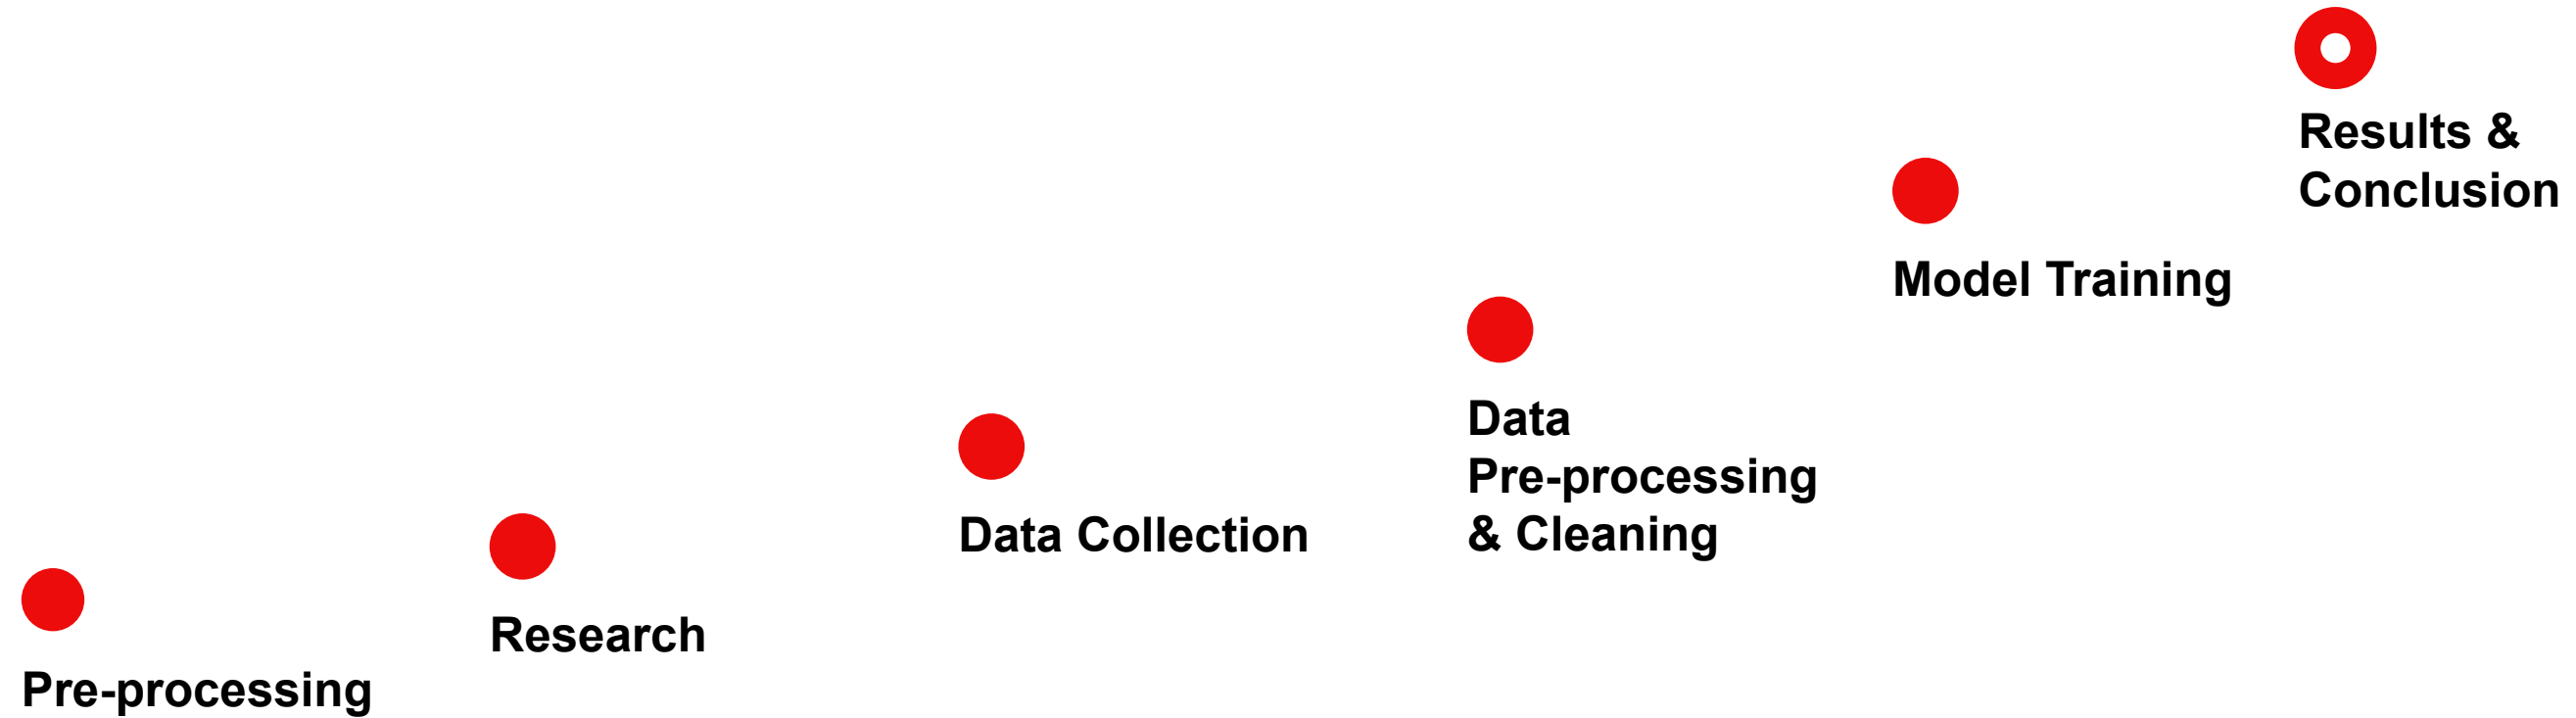 Pre-processing
Research
Data Collection
Data
Pre-processing
& Cleaning
Model Training
Results &
Conclusion